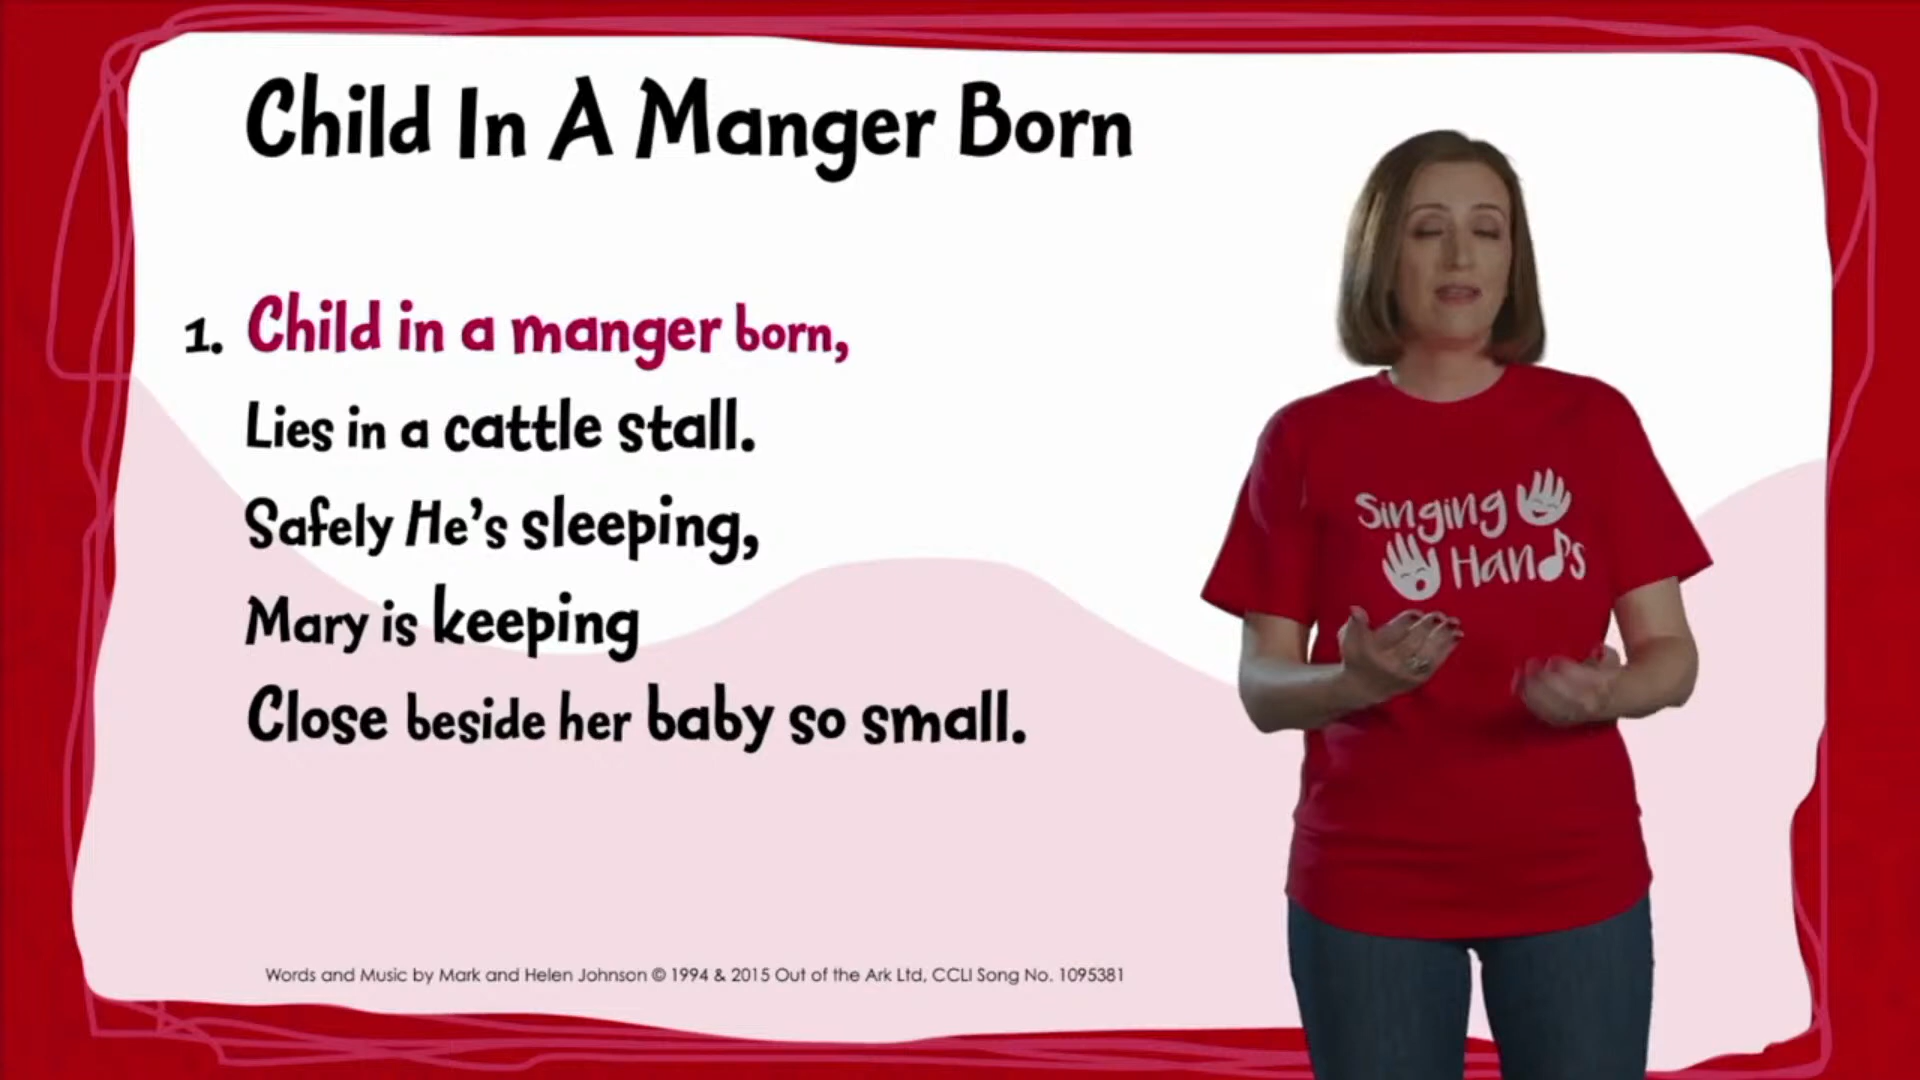 Child In A Manger Born
1. Child in a manger born,
Lies in a cattle stall.
Safely He's sleeping,
Mary is keeping
Close beside her baby so small.
Singing
Hands
Words and Music by Mark and Helen Johnson © 1994 & 2015 Out of the Ark Ltd, CCLI Song No. 1095381